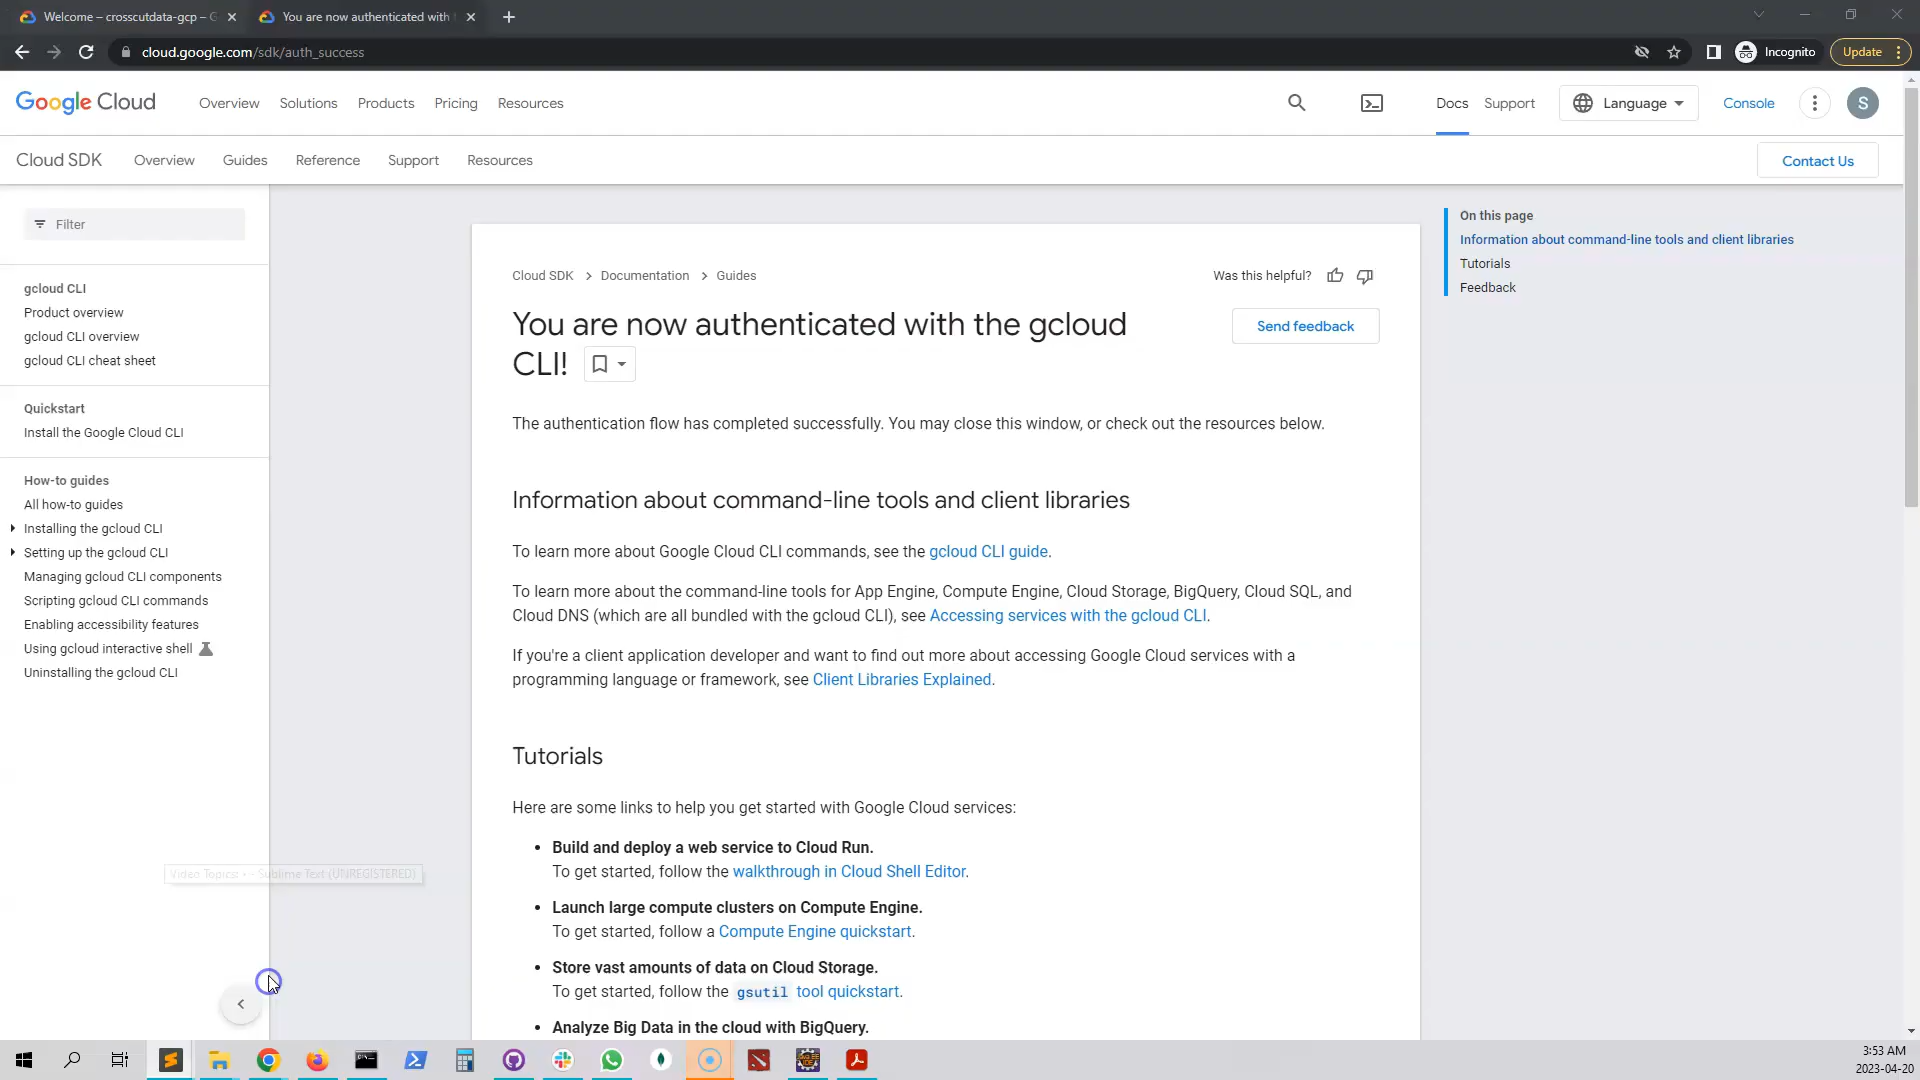 Welcome – crosscutdata-gcp – G
You are now authenticated with
cloud.google.com/sdk/auth_success
Incognito
Update
Google Cloud
Overview
Solutions
Products
Pricing
Resources
Docs
Support
Language
Console
S
Cloud SDK
Overview
Guides
Reference
Support
Resources
Contact Us
Filter
gcloud CLI
Product overview
gcloud CLI overview
gcloud CLI cheat sheet
Quickstart
Install the Google Cloud CLI
How-to guides
All how-to guides
Installing the gcloud CLI
Setting up the gcloud CLI
Managing gcloud CLI components
Scripting gcloud CLI commands
Enabling accessibility features
Using gcloud interactive shell
Uninstalling the gcloud CLI
Video Topics • - Sublime Text (UNREGISTERED)
Cloud SDK > Documentation > Guides
Was this helpful?
You are now authenticated with the gcloud
CLI!
Send feedback
The authentication flow has completed successfully. You may close this window, or check out the resources below.
Information about command-line tools and client libraries
To learn more about Google Cloud CLI commands, see the gcloud CLI guide.
To learn more about the command-line tools for App Engine, Compute Engine, Cloud Storage, BigQuery, Cloud SQL, and
Cloud DNS (which are all bundled with the gcloud CLI), see Accessing services with the gcloud CLI.
If you're a client application developer and want to find out more about accessing Google Cloud services with a
programming language or framework, see Client Libraries Explained.
Tutorials
Here are some links to help you get started with Google Cloud services:
• Build and deploy a web service to Cloud Run.
To get started, follow the walkthrough in Cloud Shell Editor.
• Launch large compute clusters on Compute Engine.
To get started, follow a Compute Engine quickstart.
• Store vast amounts of data on Cloud Storage.
To get started, follow the gsutil tool quickstart.
• Analyze Big Data in the cloud with BigQuery.
On this page
Information about command-line tools and client libraries
Tutorials
Feedback
3:53 AM
2023-04-20